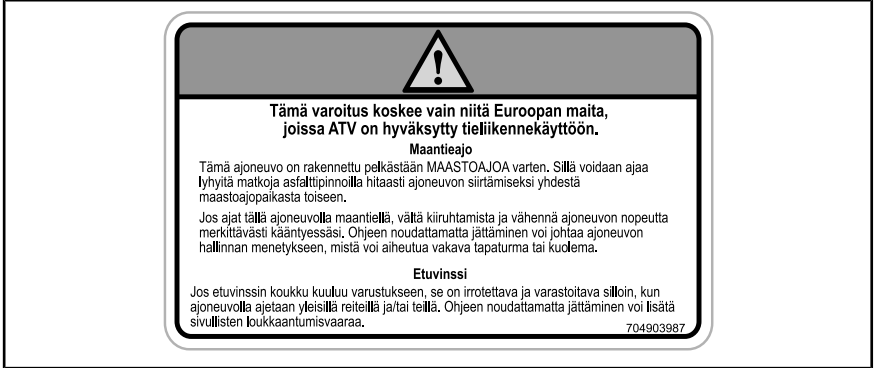 Tämä varoitus koskee vain niitä Euroopan maita,
joissa ATV on hyväksytty tieliikennekäyttöön.
Maantieajo
Tämä ajoneuvo on rakennettu pelkästään MAASTOAJOA varten. Sillä voidaan ajaa
lyhyitä matkoja asfalttipinnoilla hitaasti ajoneuvon siirtämiseksi yhdestä
maastoajopaikasta toiseen.
Jos ajat tällä ajoneuvolla maantiellä, vältä kiiruhtamista ja vähennä ajoneuvon nopeutta
merkittävästi kääntyessäsi. Ohjeen noudattamatta jättäminen voi johtaa ajoneuvon
hallinnan menetykseen, mistä voi aiheutua vakava tapaturma tai kuolema.
Etuvinssi
Jos etuvinssin koukku kuuluu varustukseen, se on irrotettava ja varastoitava silloin, kun
ajoneuvolla ajetaan yleisillä reiteillä ja/tai teillä. Ohjeen noudattamatta jättäminen voi lisätä
sivullisten loukkaantumisvaaraa.
704903987